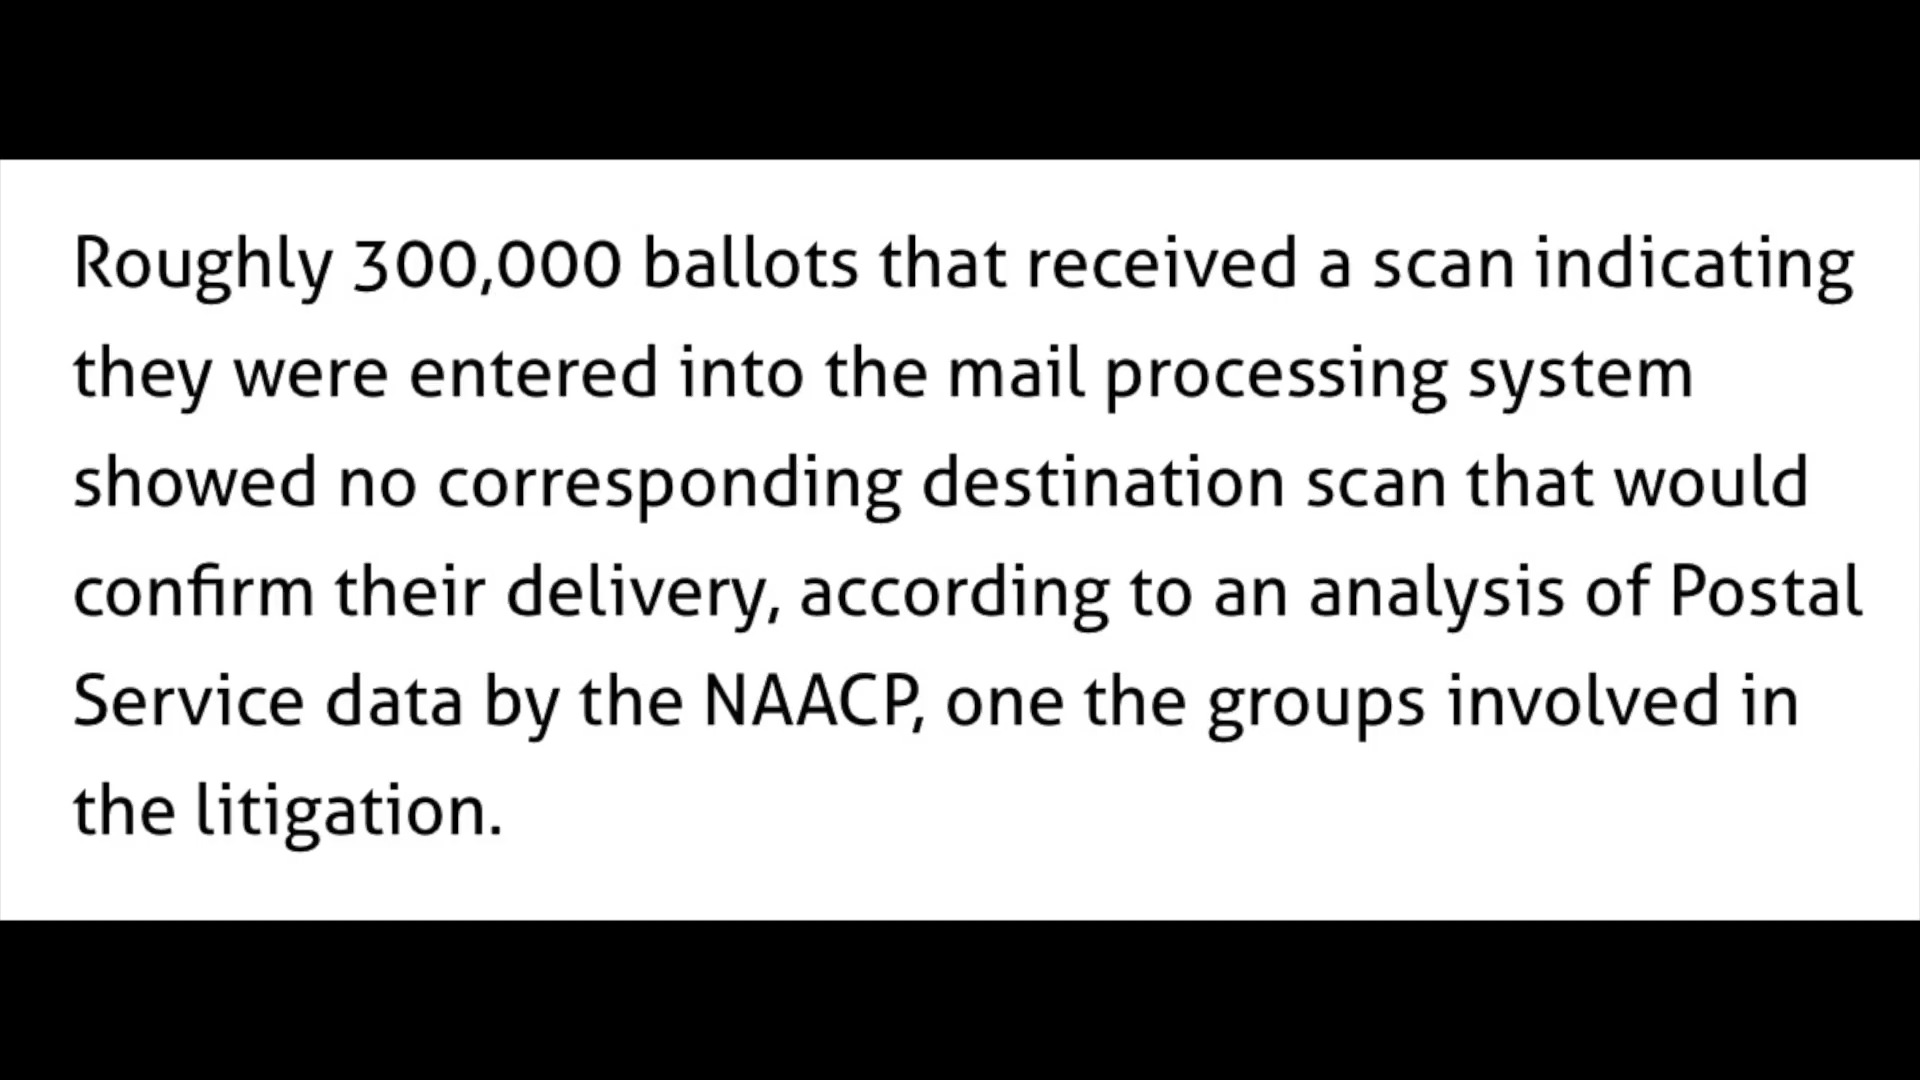 Roughly 300,000 ballots that received a scan indicating
they were entered into the mail processing system
showed no corresponding destination scan that would
confirm their delivery, according to an analysis of Postal
Service data by the NAACP, one the groups involved in
the litigation.